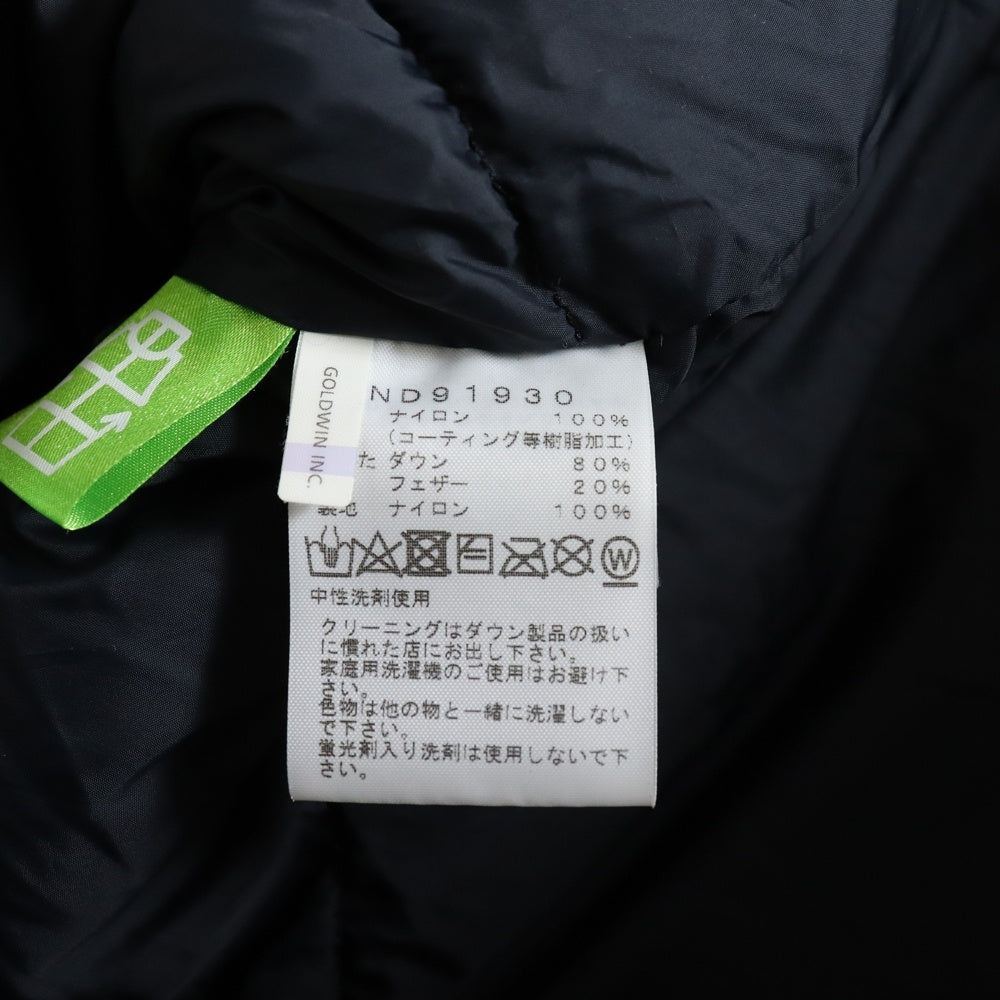 GOLDWIN INC.
ND91930
ナイロン 100%
(コーティング等樹脂加工)
た ダウン 80%
フェザー 20%
裏地 ナイロン 100%
W
中性洗剤使用
クリーニングはダウン製品の扱い
に慣れた店にお出し下さい。
家庭用洗濯機のご使用はお避け下
さい。
色物は他の物と一緒に洗濯しない
で下さい。
蛍光剤入り洗剤は使用しないで下
さい。